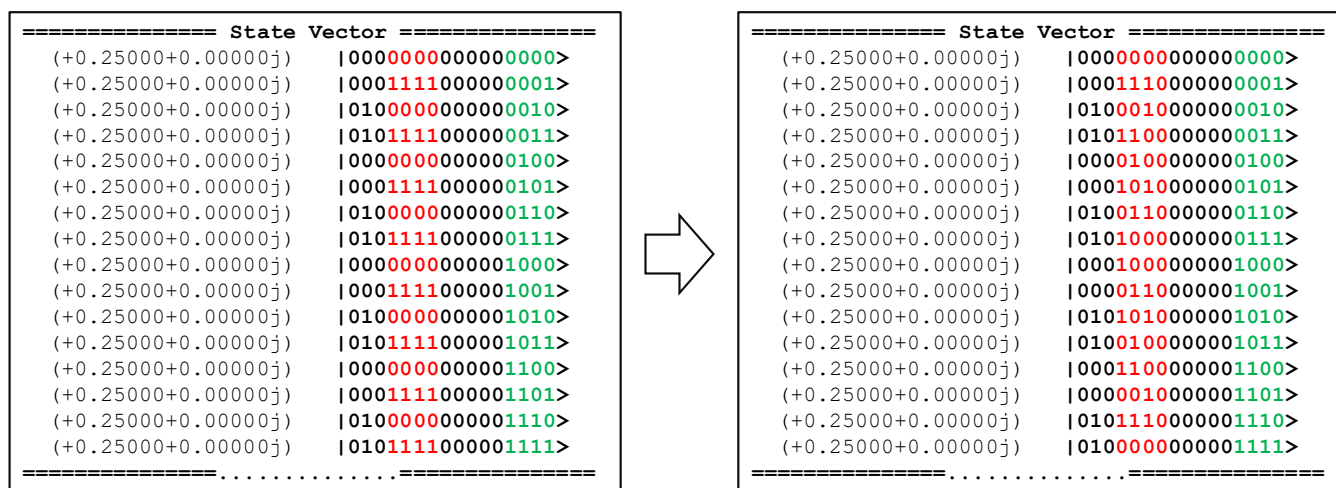 =============== State Vector ===============
(+0.25000+0.00000j) |0000000000000000>
(+0.25000+0.00000j) |0001111000000001>
(+0.25000+0.00000j) |0100000000000010>
(+0.25000+0.00000j) |0101111000000011>
(+0.25000+0.00000j) |0000000000000100>
(+0.25000+0.00000j) |0001111000000101>
(+0.25000+0.00000j) |0100000000000110>
(+0.25000+0.00000j) |0101111000000111>
(+0.25000+0.00000j) |0000000000001000>
(+0.25000+0.00000j) |0001111000001001>
(+0.25000+0.00000j) |0100000000001010>
(+0.25000+0.00000j) |0101111000001011>
(+0.25000+0.00000j) |0000000000001100>
(+0.25000+0.00000j) |0001111000001101>
(+0.25000+0.00000j) |0100000000001110>
(+0.25000+0.00000j) |0101111000001111>
===============..............===============
=============== State Vector ===============
(+0.25000+0.00000j) |0000000000000000>
(+0.25000+0.00000j) |0001110000000001>
(+0.25000+0.00000j) |0100010000000010>
(+0.25000+0.00000j) |0101100000000011>
(+0.25000+0.00000j) |0000100000000100>
(+0.25000+0.00000j) |0001010000000101>
(+0.25000+0.00000j) |0100110000000110>
(+0.25000+0.00000j) |0101000000000111>
(+0.25000+0.00000j) |0001000000001000>
(+0.25000+0.00000j) |0000110000001001>
(+0.25000+0.00000j) |0101010000001010>
(+0.25000+0.00000j) |0100100000001011>
(+0.25000+0.00000j) |0001100000001100>
(+0.25000+0.00000j) |0000010000001101>
(+0.25000+0.00000j) |0101110000001110>
(+0.25000+0.00000j) |0100000000001111>
===============..............===============